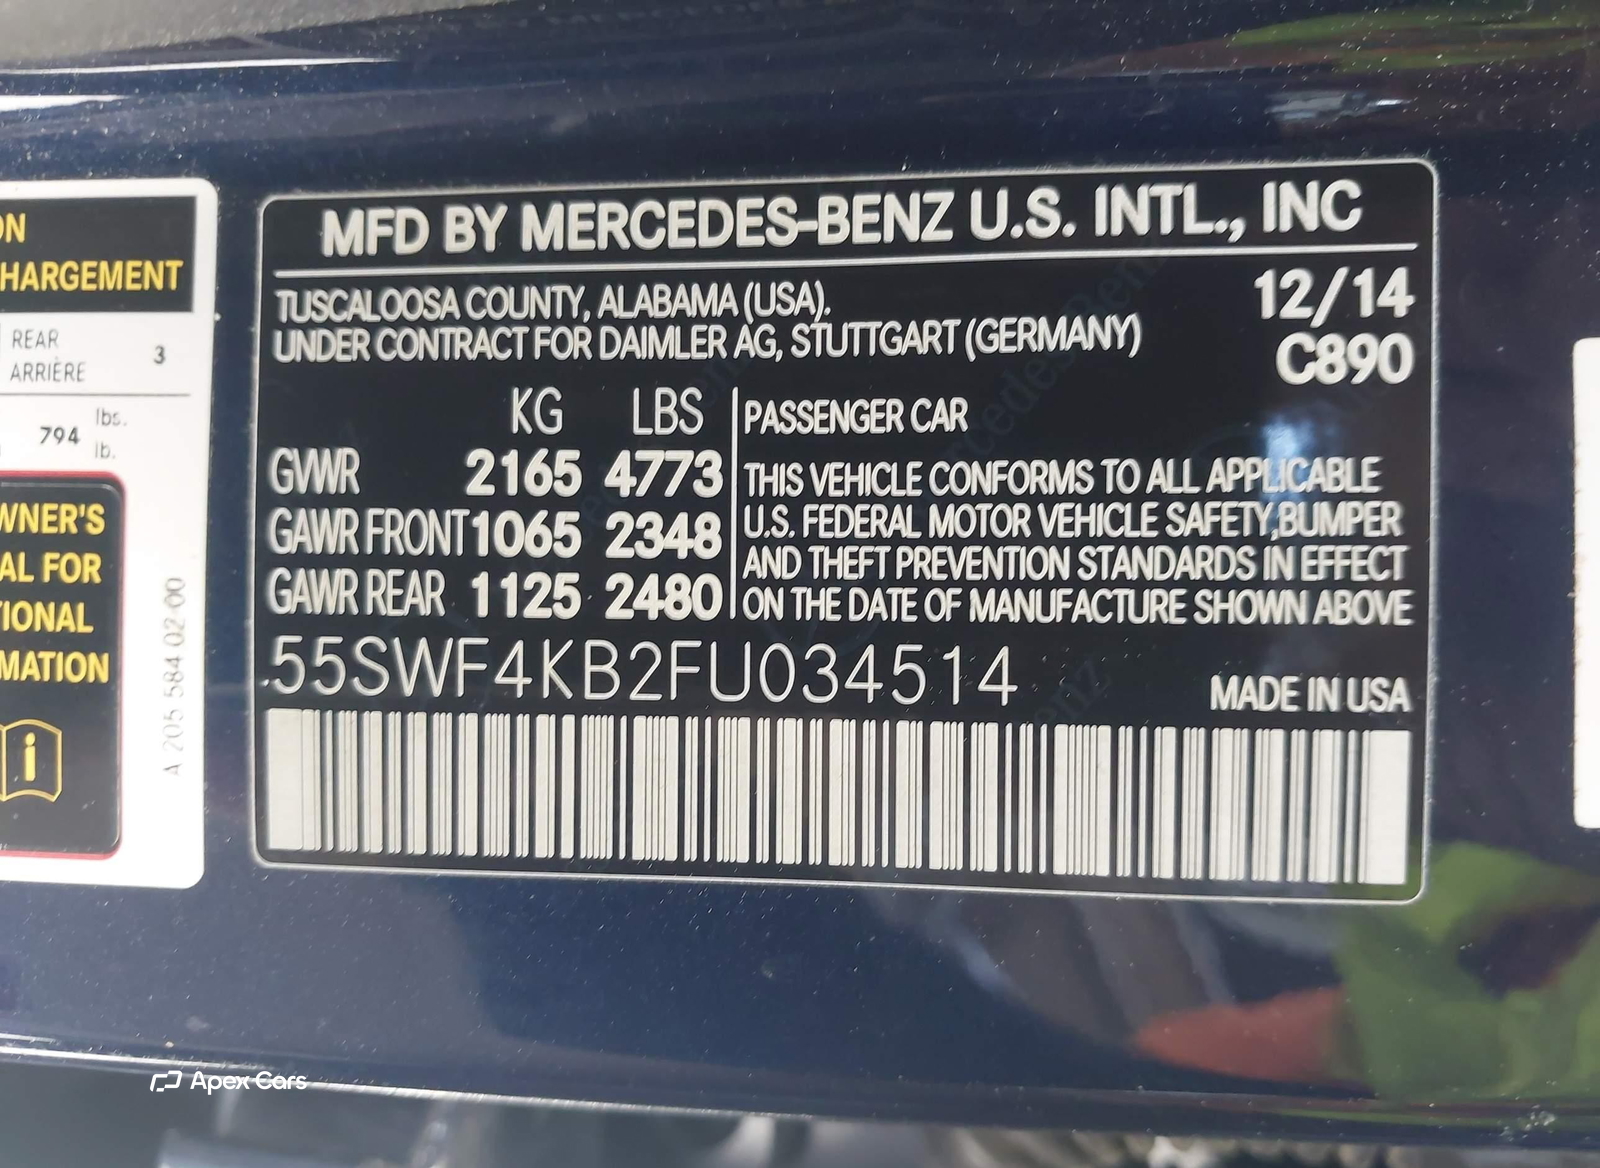 ON
HARGEMENT
REAR
ARRIÈRE
3
794
lbs.
lb.
WNER'S
AL FOR
TIONAL
MATION
i
A 205 584 02 00
MFD BY MERCEDES-BENZ U.S. INTL., INC
TUSCALOOSA COUNTY, ALABAMA (USA).
UNDER CONTRACT FOR DAIMLER AG, STUTTGART (GERMANY)
12/14
C890
KG LBS
GVWR 2165 4773
GAWR FRONT 1065 2348
GAWR REAR 1125 2480
PASSENGER CAR
THIS VEHICLE CONFORMS TO ALL APPLICABLE
U.S. FEDERAL MOTOR VEHICLE SAFETY,BUMPER
AND THEFT PREVENTION STANDARDS IN EFFECT
ON THE DATE OF MANUFACTURE SHOWN ABOVE
55SWF4KB2FU034514
MADE IN USA
Apex Cars